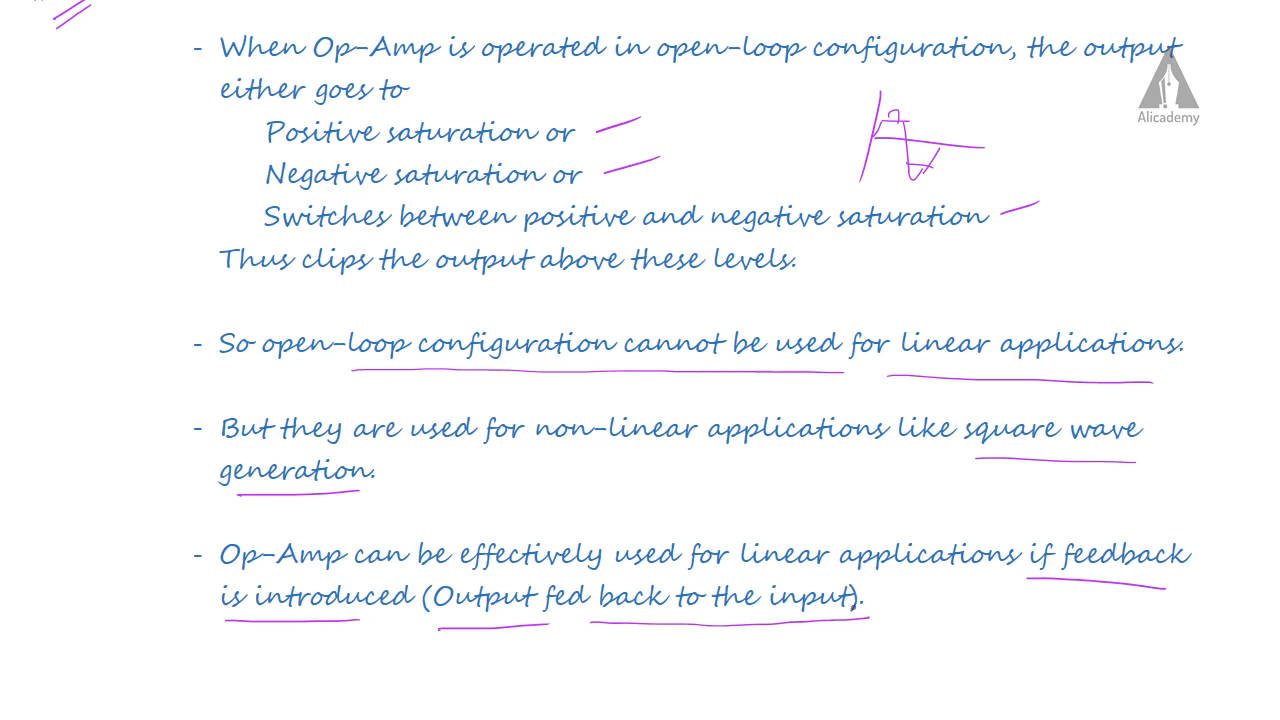 - When Op-Amp is operated in open-loop configuration, the output
either goes to
Positive saturation or
Negative saturation or
Switches between positive and negative saturation
Thus clips the output above these levels.
- So open-loop configuration cannot be used for linear applications.
- But they are used for non-linear applications like square wave
generation.
- Op-Amp can be effectively used for linear applications if feedback
is introduced (Output fed back to the input).
Alicademy